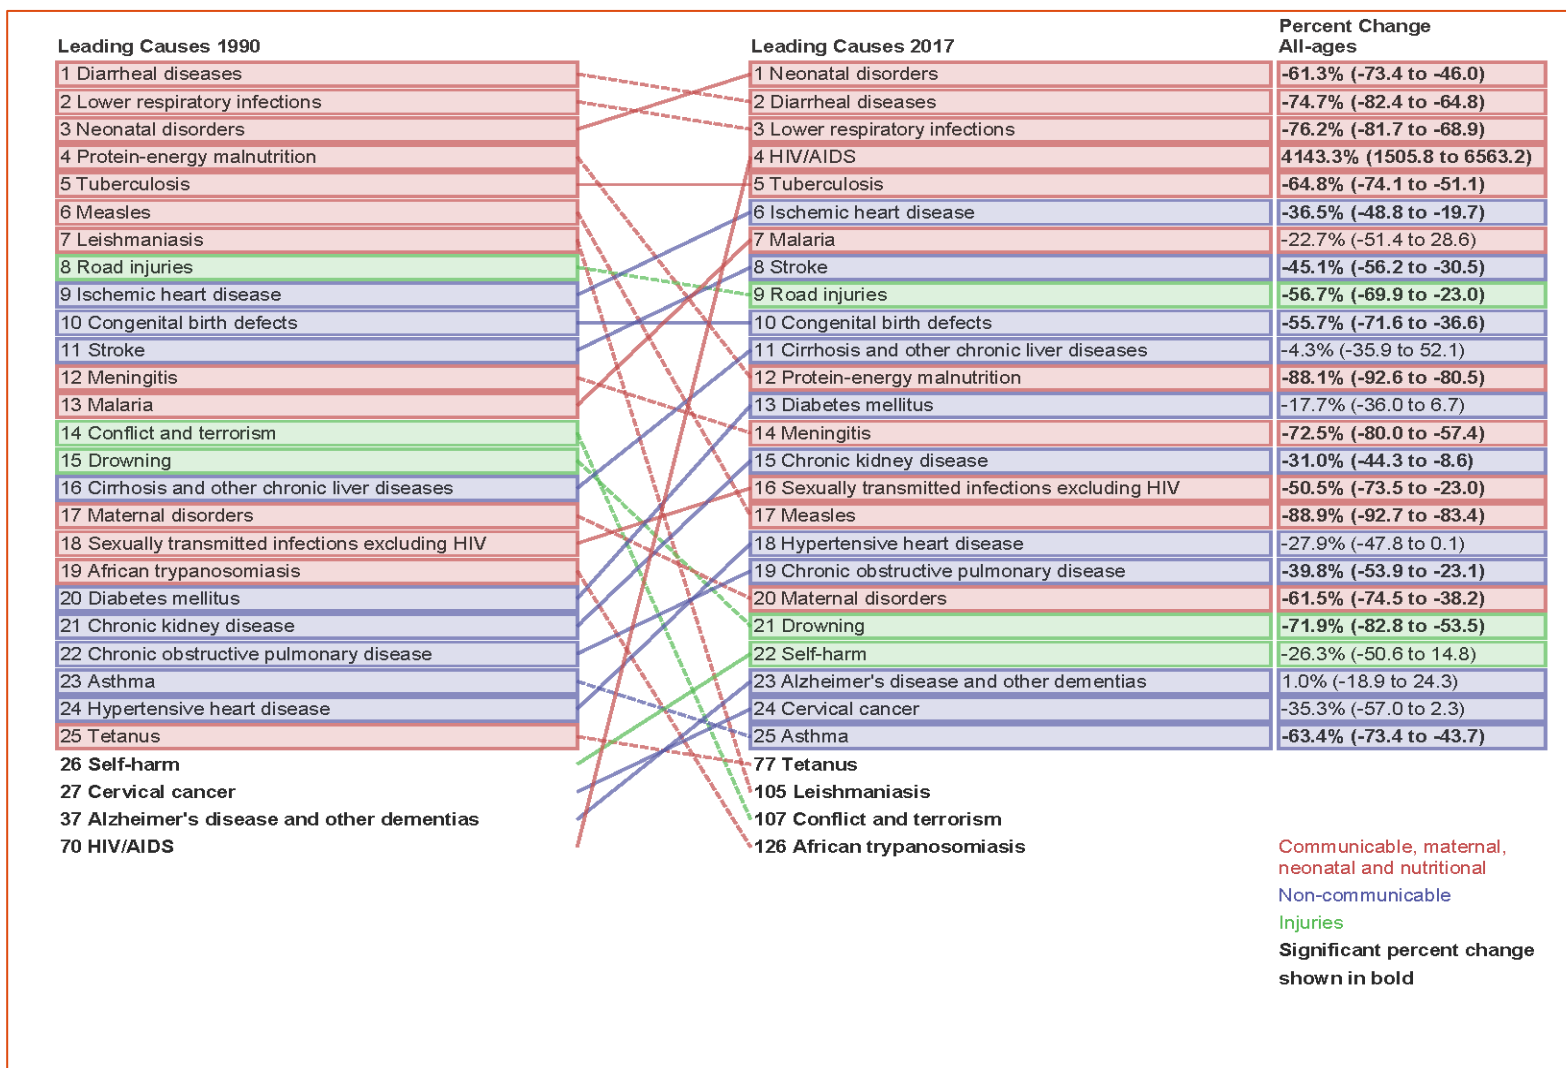 Leading Causes 1990
1 Diarrheal diseases
2 Lower respiratory infections
3 Neonatal disorders
4 Protein-energy malnutrition
5 Tuberculosis
6 Measles
7 Leishmaniasis
8 Road injuries
9 Ischemic heart disease
10 Congenital birth defects
11 Stroke
12 Meningitis
13 Malaria
14 Conflict and terrorism
15 Drowning
16 Cirrhosis and other chronic liver diseases
17 Maternal disorders
18 Sexually transmitted infections excluding HIV
19 African trypanosomiasis
20 Diabetes mellitus
21 Chronic kidney disease
22 Chronic obstructive pulmonary disease
23 Asthma
24 Hypertensive heart disease
25 Tetanus
26 Self-harm
27 Cervical cancer
37 Alzheimer's disease and other dementias
70 HIV/AIDS
Leading Causes 2017
1 Neonatal disorders
2 Diarrheal diseases
3 Lower respiratory infections
4 HIV/AIDS
5 Tuberculosis
6 Ischemic heart disease
7 Malaria
8 Stroke
9 Road injuries
10 Congenital birth defects
11 Cirrhosis and other chronic liver diseases
12 Protein-energy malnutrition
13 Diabetes mellitus
14 Meningitis
15 Chronic kidney disease
16 Sexually transmitted infections excluding HIV
17 Measles
18 Hypertensive heart disease
19 Chronic obstructive pulmonary disease
20 Maternal disorders
21 Drowning
22 Self-harm
23 Alzheimer's disease and other dementias
24 Cervical cancer
25 Asthma
77 Tetanus
105 Leishmaniasis
107 Conflict and terrorism
126 African trypanosomiasis
Percent Change
All-ages
-61.3% (-73.4 to -46.0)
-74.7% (-82.4 to -64.8)
-76.2% (-81.7 to -68.9)
4143.3% (1505.8 to 6563.2)
-64.8% (-74.1 to -51.1)
-36.5% (-48.8 to -19.7)
-22.7% (-51.4 to 28.6)
-45.1% (-56.2 to -30.5)
-56.7% (-69.9 to -23.0)
-55.7% (-71.6 to -36.6)
-4.3% (-35.9 to 52.1)
-88.1% (-92.6 to -80.5)
-17.7% (-36.0 to 6.7)
-72.5% (-80.0 to -57.4)
-31.0% (-44.3 to -8.6)
-50.5% (-73.5 to -23.0)
-88.9% (-92.7 to -83.4)
-27.9% (-47.8 to 0.1)
-39.8% (-53.9 to -23.1)
-61.5% (-74.5 to -38.2)
-71.9% (-82.8 to -53.5)
-26.3% (-50.6 to 14.8)
1.0% (-18.9 to 24.3)
-35.3% (-57.0 to 2.3)
-63.4% (-73.4 to -43.7)
Communicable, maternal,
neonatal and nutritional
Non-communicable
Injuries
Significant percent change
shown in bold